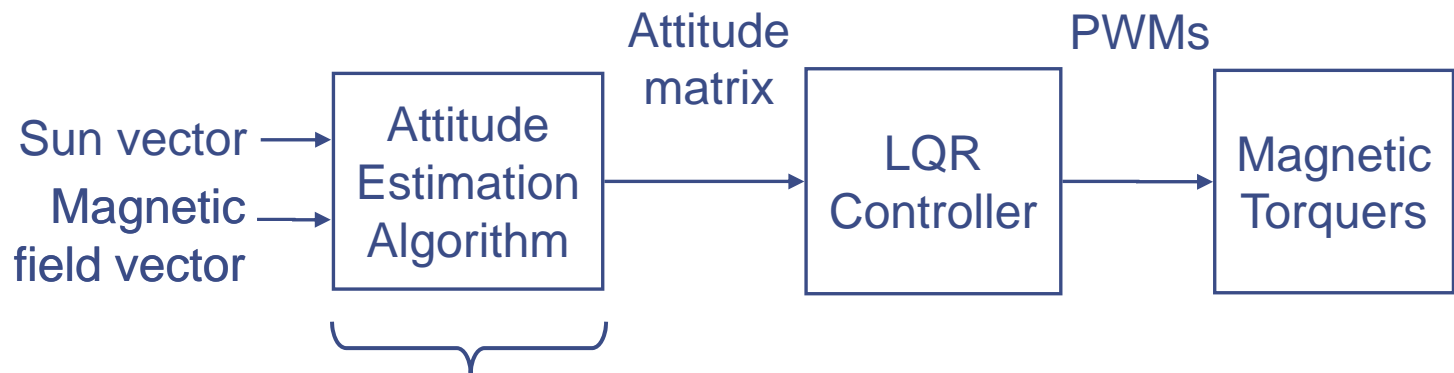 Attitude
matrix
PWMs
Sun vector
Magnetic
field vector
Attitude
Estimation
Algorithm
LQR
Controller
Magnetic
Torquers